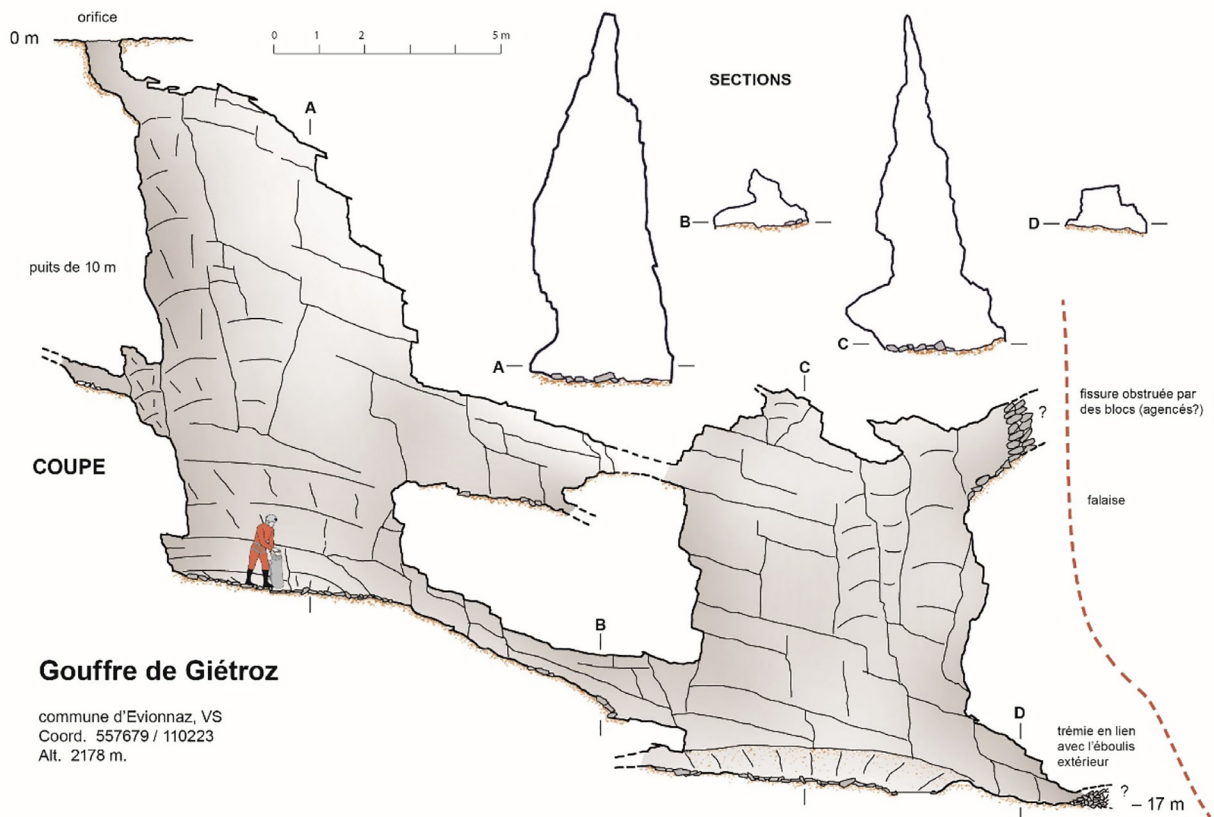 orifice
0 m
0 1 2 5 m
SECTIONS
A
B
D
puits de 10 m
A
C
C
fissure obstruée par
des blocs (agencés?)
?
COUPE
falaise
B
Gouffre de Giétroz
commune d'Evionnaz, VS
Coord. 557679 / 110223
Alt. 2178 m.
D
trémie en lien
avec l'éboulis
extérieur
?
– 17 m